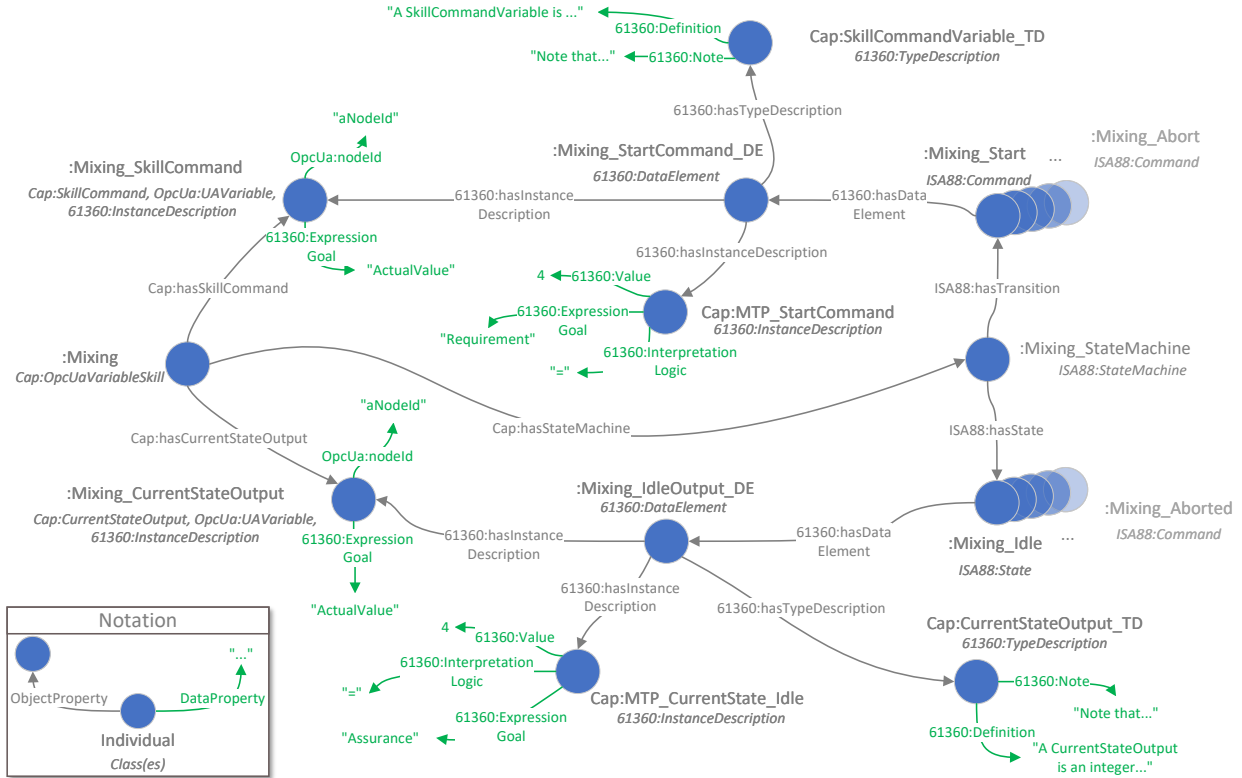 "A SkillCommandVariable is ..."
61360:Definition
Cap:SkillCommandVariable_TD
61360:TypeDescription
"Note that..."
61360:Note
61360:hasTypeDescription
"aNodeId"
OpcUa:nodeId
:Mixing_SkillCommand
Cap:SkillCommand, OpcUa:UAVariable,
61360:InstanceDescription
:Mixing_StartCommand_DE
61360:DataElement
:Mixing_Start
ISA88:Command
...
:Mixing_Abort
ISA88:Command
61360:hasInstance
Description
61360:hasData
Element
61360:Expression
Goal
"ActualValue"
61360:hasInstanceDescription
Cap:hasSkillCommand
4
61360:Value
61360:Expression
Goal
"Requirement"
61360:Interpretation
Logic
"="
Cap:MTP_StartCommand
61360:InstanceDescription
ISA88:hasTransition
:Mixing
Cap:OpcUaVariableSkill
:Mixing_StateMachine
ISA88:StateMachine
"aNodeId"
OpcUa:nodeId
Cap:hasStateMachine
ISA88:hasState
Cap:hasCurrentStateOutput
:Mixing_CurrentStateOutput
Cap:CurrentStateOutput, OpcUa:UAVariable,
61360:InstanceDescription
:Mixing_IdleOutput_DE
61360:DataElement
:Mixing_Aborted
ISA88:Command
61360:hasInstance
Description
61360:hasData
Element
:Mixing_Idle
ISA88:State
...
61360:Expression
Goal
"ActualValue"
61360:hasInstance
Description
61360:hasTypeDescription
4
61360:Value
61360:Interpretation
Logic
"="
61360:Expression
Goal
"Assurance"
Cap:MTP_CurrentState_Idle
61360:InstanceDescription
Cap:CurrentStateOutput_TD
61360:TypeDescription
61360:Note
"Note that..."
61360:Definition
"A CurrentStateOutput
is an integer..."
Notation
"..."
ObjectProperty
DataProperty
Individual
Class(es)